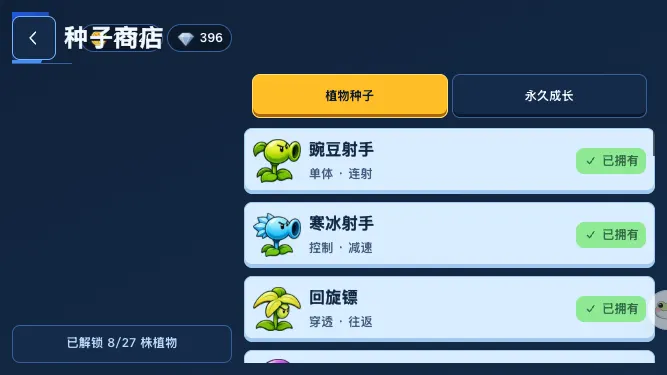 种子商店
396
植物种子
永久成长
豌豆射手
单体 · 连射
✓ 已拥有
寒冰射手
控制 · 减速
✓ 已拥有
回旋镖
穿透 · 往返
✓ 已拥有
已解锁 8/27 株植物